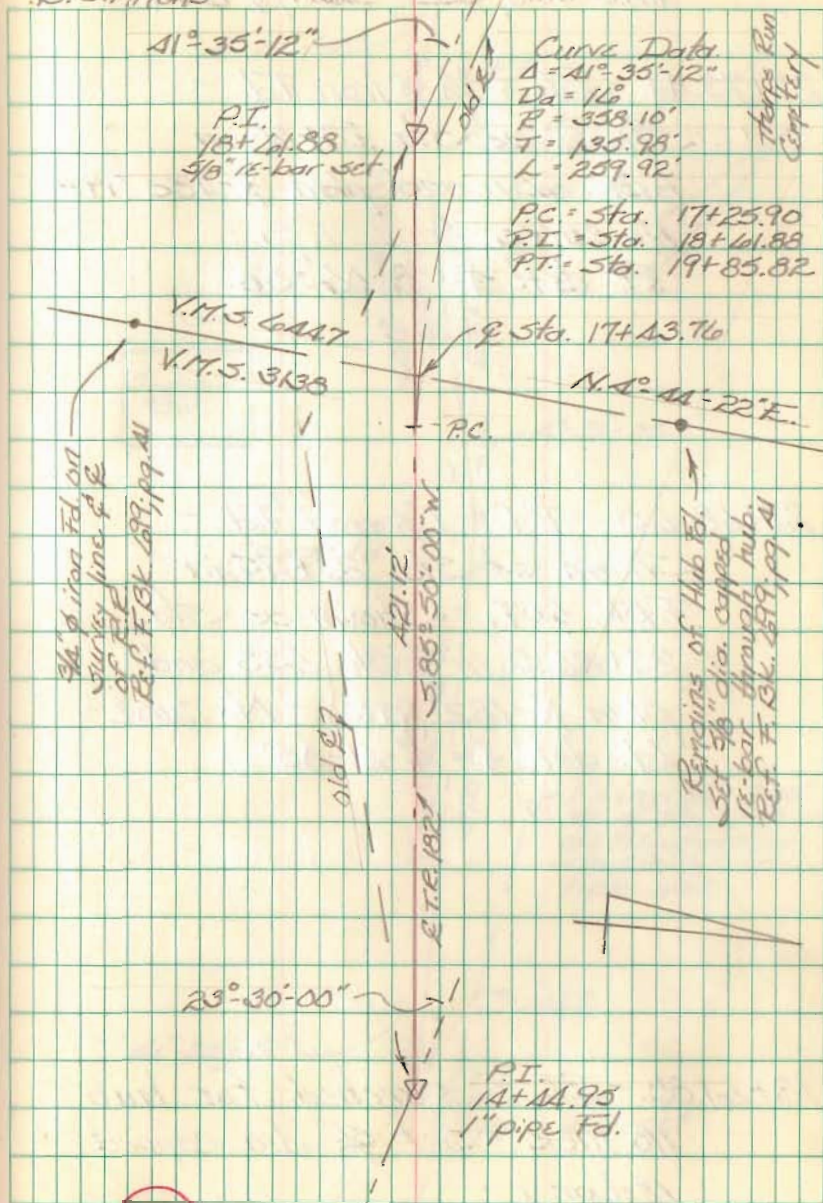 41°-35'-12"
old ℄
P.I.
18+61.88
5/8" re-bar set
Curve Data
Δ = 41°-35'-12"
Da = 16°
R = 358.10'
T = 135.98'
L = 259.92'
P.C. = Sta. 17+25.90
P.I. = Sta. 18+61.88
P.T. = Sta. 19+85.82
Tharps Run
Cemetery
V.M.S. 6447
V.M.S. 3138
℄ Sta. 17+43.76
N.4°-44'-22"E.
P.C.
3/4" ⌀ iron Fd. on
survey line & ℄
of
Ref. F. BK. 699, pg. 41
421.12'
S.85°-50'-00"W.
Remains of Hub Fd.
Set 5/8" dia. capped
re-bar through hub.
Ref. F. BK. 699, pg. 41
old ℄?
℄ T.R. 182
23°-30'-00"
P.I.
14+44.95
1" pipe Fd.